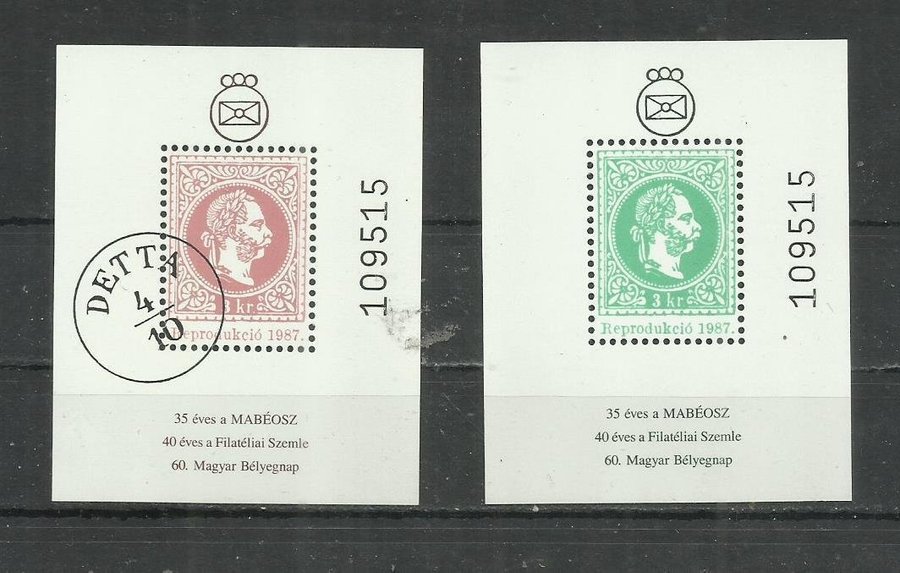 DETTA
4
10
3 kr
Reprodukció 1987.
109515
35 éves a MABÉOSZ
40 éves a Filatéliai Szemle
60. Magyar Bélyegnap
3 kr
Reprodukció 1987.
109515
35 éves a MABÉOSZ
40 éves a Filatéliai Szemle
60. Magyar Bélyegnap